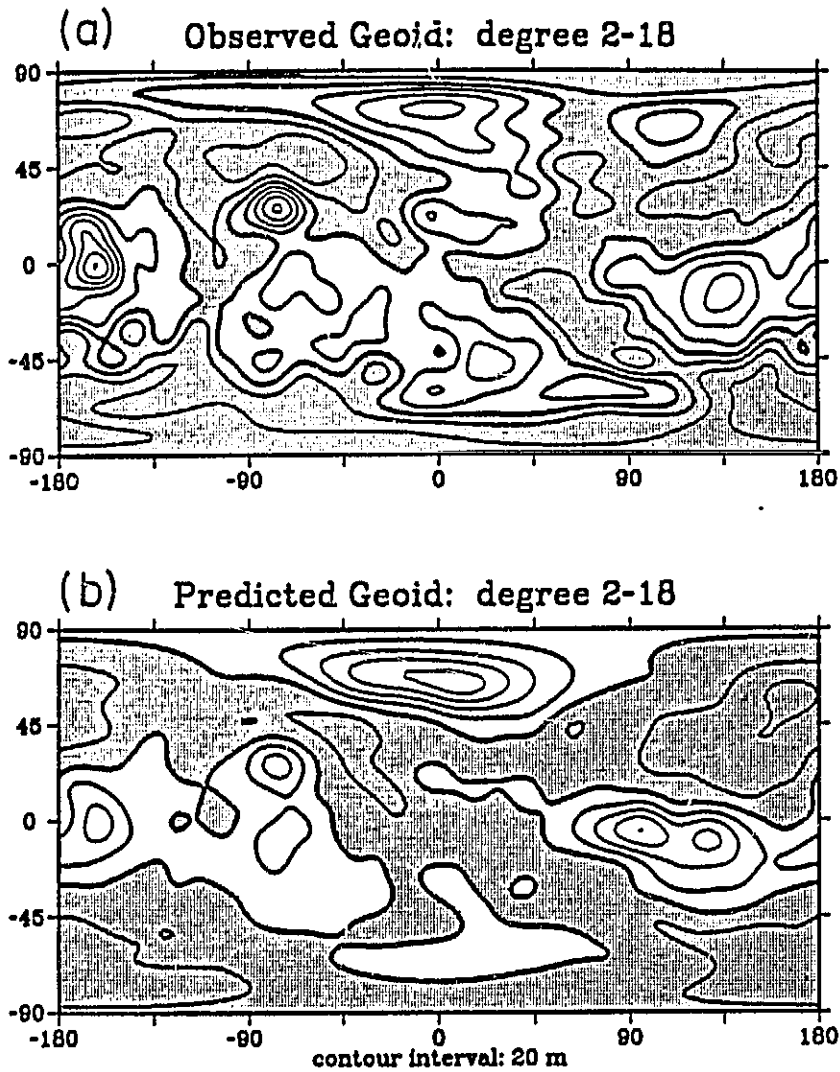 (a) Observed Geoid: degree 2-18
90
45
0
-45
-90
-180 -90 0 90 180
(b) Predicted Geoid: degree 2-18
90
45
0
-45
-90
-180 -90 0 90 180
contour interval: 20 m